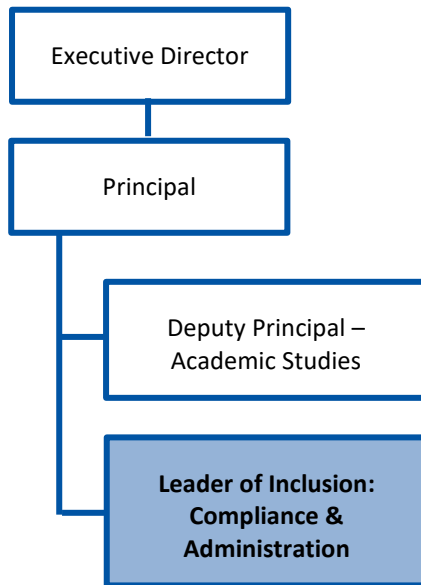 Executive Director
Principal
Deputy Principal –
Academic Studies
Leader of Inclusion:
Compliance &
Administration